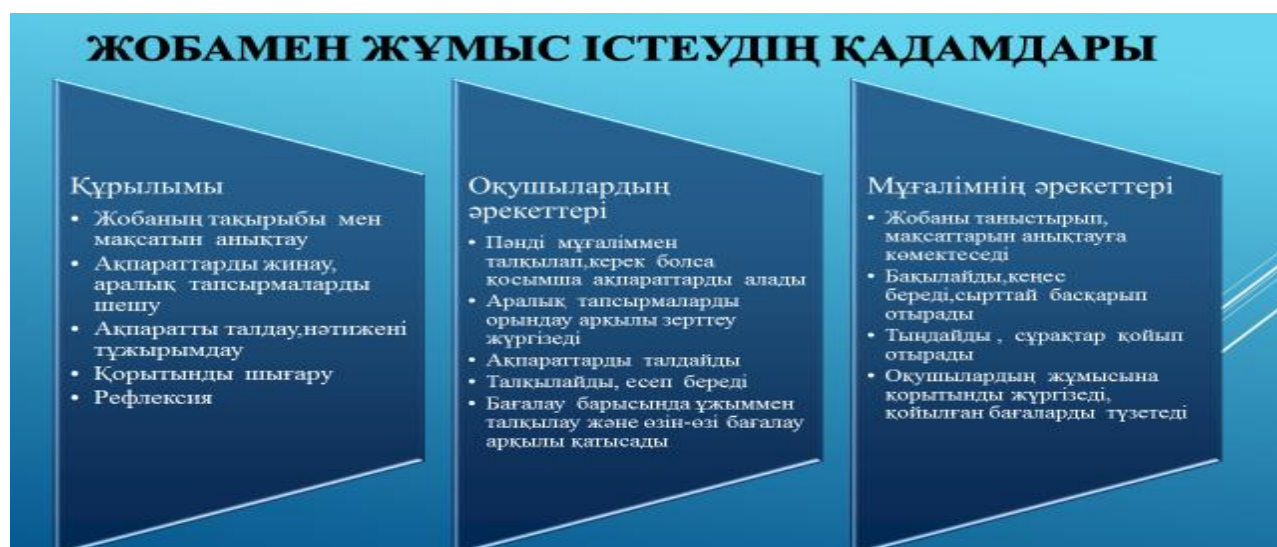 ЖОБАМЕН ЖҰМЫС ІСТЕУДІҢ ҚАДАМДАРЫ
Құрылымы
• Жобаның тақырыбы мен
мақсатын анықтау
• Ақпараттарды жинау,
аралық тапсырмаларды
шешу
• Ақпаратты талдау,нәтижені
тұжырымдау
• Қорытынды шығару
• Рефлексия
Оқушылардың
әрекеттері
• Пәнді мұғаліммен
талқылап,керек болса
қосымша ақпараттарды алады
• Аралық тапсырмаларды
орындау арқылы зерттеу
жүргізеді
• Ақпараттарды талдайды
• Талқылайды, есеп береді
• Бағалау барысында ұжыммен
талқылау және өзін-өзі бағалау
арқылы қатысады
Мұғалімнің әрекеттері
• Жобаны таныстырып,
мақсаттарын анықтауға
көмектеседі
• Бақылайды,кеңес
береді,сырттай басқарып
отырады
• Тыңдайды , сұрақтар қойып
отырады
• Оқушылардың жұмысына
қорытынды жүргізеді,
қойылған бағаларды түзетеді